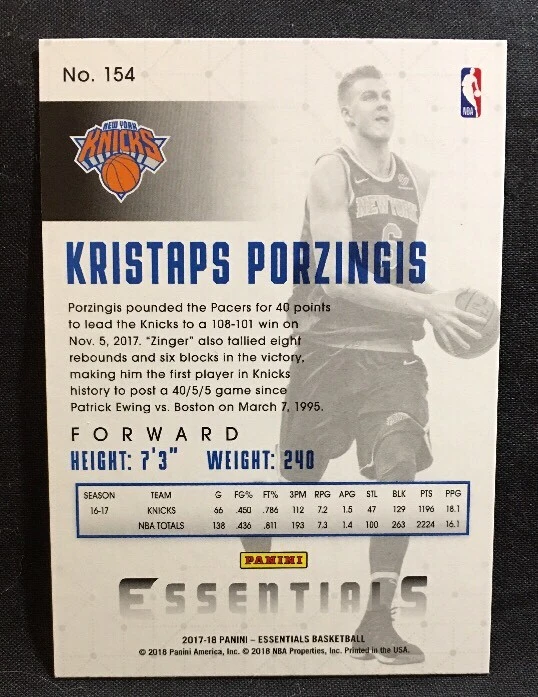 No. 154
NBA
NEW YORK
KNICKS
NEW YORK
6
KRISTAPS PORZINGIS
Porzingis pounded the Pacers for 40 points
to lead the Knicks to a 108-101 win on
Nov. 5, 2017. "Zinger" also tallied eight
rebounds and six blocks in the victory,
making him the first player in Knicks
history to post a 40/5/5 game since
Patrick Ewing vs. Boston on March 7, 1995.
FORWARD
HEIGHT: 7'3" WEIGHT: 240
SEASON TEAM G FG% FT% 3PM RPG APG STL BLK PTS PPG
16-17 KNICKS 66 .450 .786 112 7.2 1.5 47 129 1196 18.1
NBA TOTALS 138 .436 .811 193 7.3 1.4 100 263 2224 16.1
PANINI
ESSENTIALS
2017-18 PANINI – ESSENTIALS BASKETBALL
© 2018 Panini America, Inc. © 2018 NBA Properties, Inc. Printed in the USA.